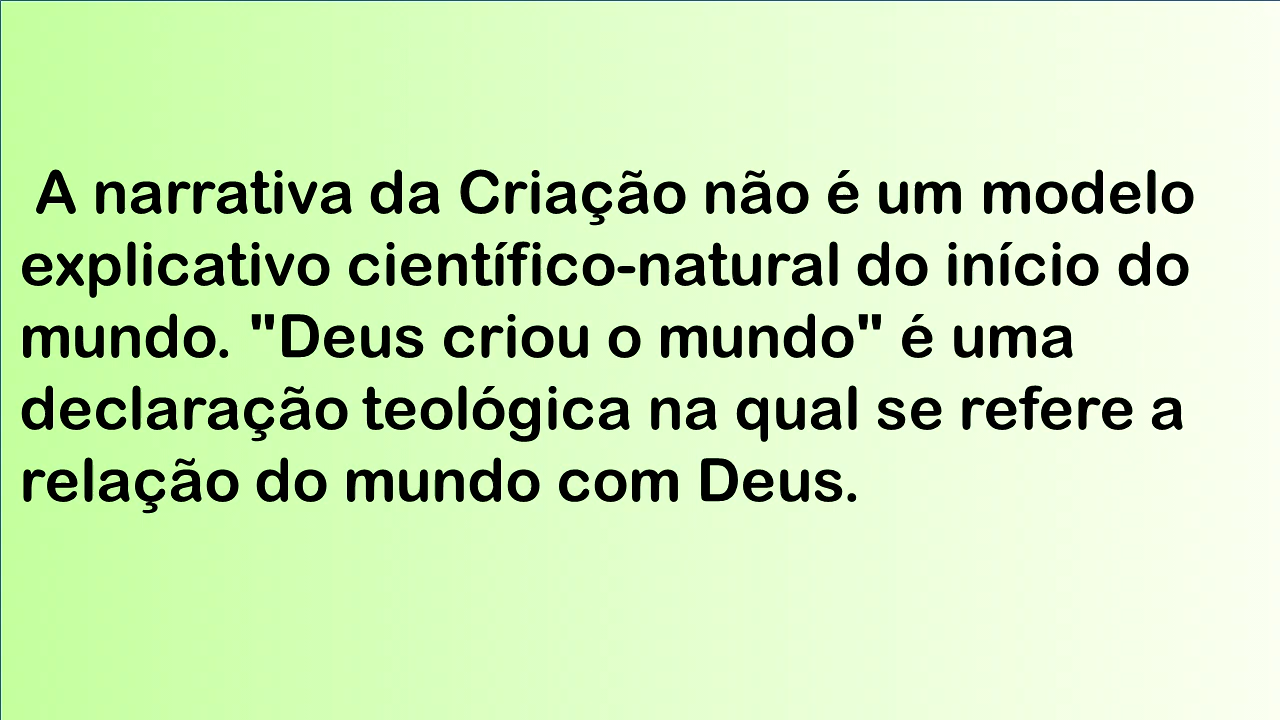 A narrativa da Criação não é um modelo
explicativo científico-natural do início do
mundo. "Deus criou o mundo" é uma
declaração teológica na qual se refere a
relação do mundo com Deus.